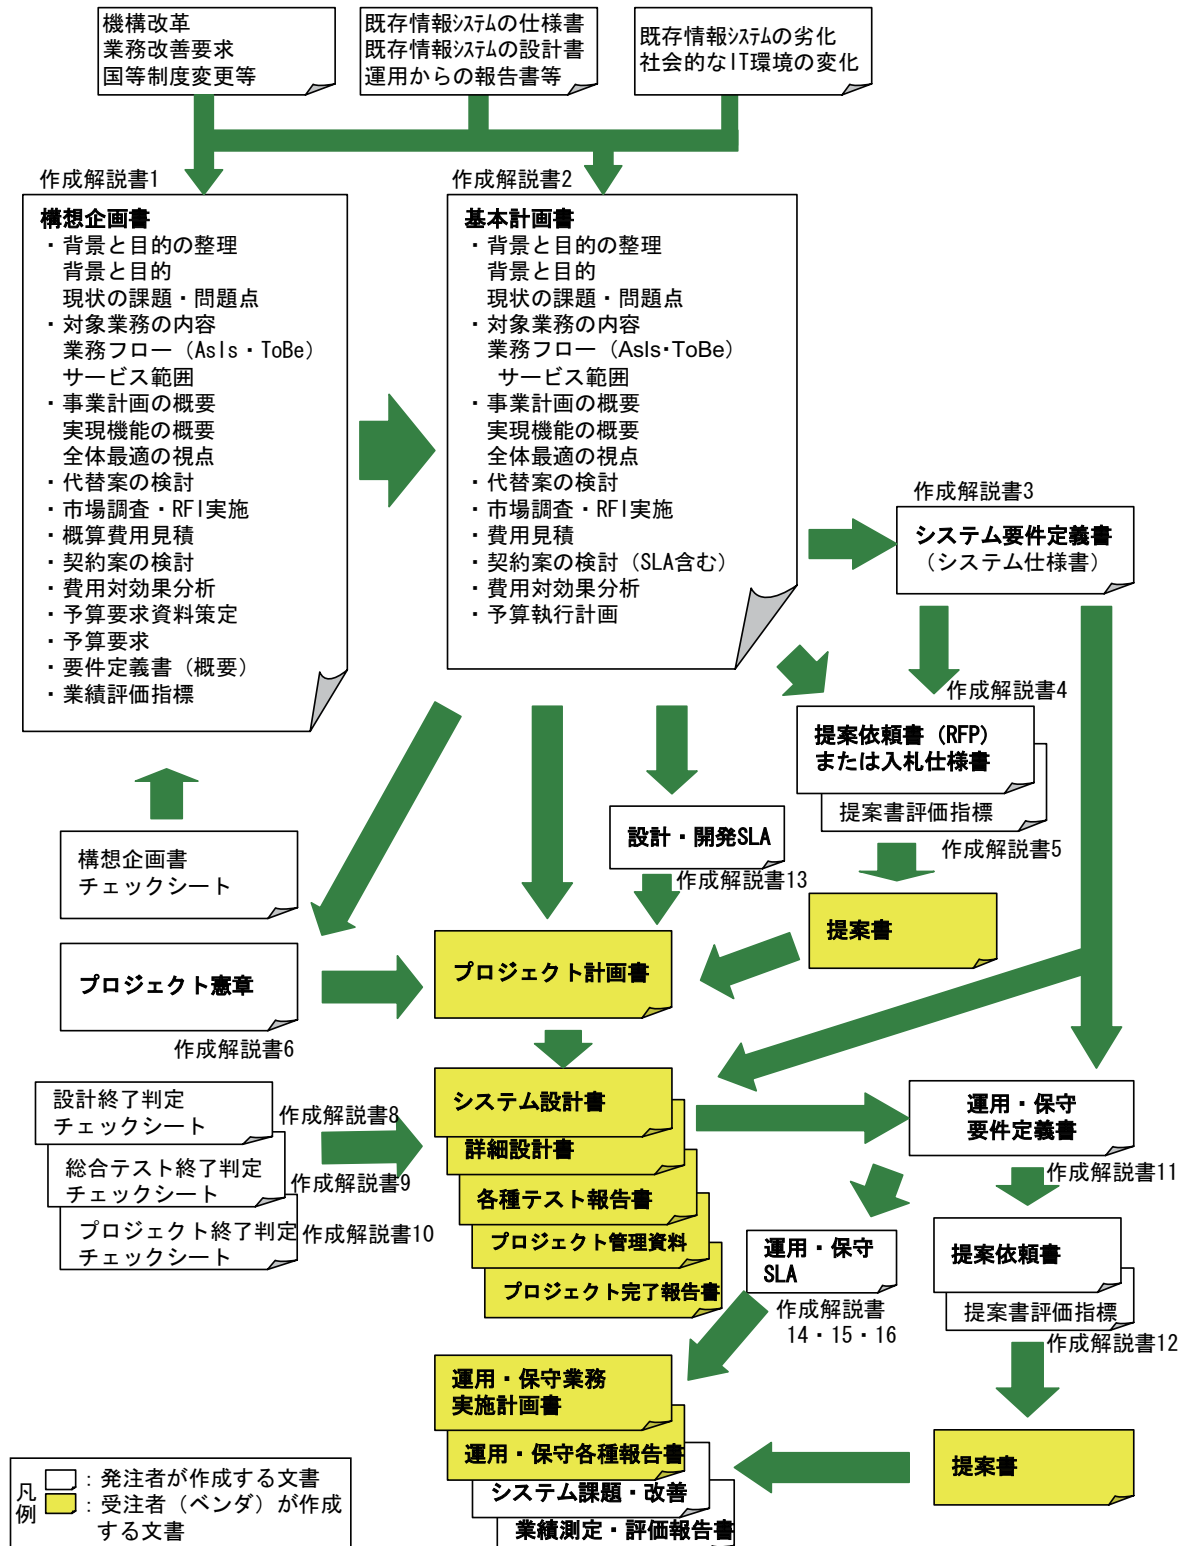 機構改革
業務改善要求
国等制度変更等
既存情報ｼｽﾃﾑの仕様書
既存情報ｼｽﾃﾑの設計書
運用からの報告書等
既存情報ｼｽﾃﾑの劣化
社会的なIT環境の変化
作成解説書1
構想企画書
・背景と目的の整理
背景と目的
現状の課題・問題点
・対象業務の内容
業務フロー（AsIs・ToBe）
サービス範囲
・事業計画の概要
実現機能の概要
全体最適の視点
・代替案の検討
・市場調査・RFI実施
・概算費用見積
・契約案の検討
・費用対効果分析
・予算要求資料策定
・予算要求
・要件定義書（概要）
・業績評価指標
作成解説書2
基本計画書
・背景と目的の整理
背景と目的
現状の課題・問題点
・対象業務の内容
業務フロー（AsIs・ToBe）
サービス範囲
・事業計画の概要
実現機能の概要
全体最適の視点
・代替案の検討
・市場調査・RFI実施
・費用見積
・契約案の検討（SLA含む）
・費用対効果分析
・予算執行計画
作成解説書3
システム要件定義書
（システム仕様書）
作成解説書4
提案依頼書（RFP）
または入札仕様書
提案書評価指標
作成解説書5
設計・開発SLA
作成解説書13
構想企画書
チェックシート
提案書
プロジェクト憲章
作成解説書6
プロジェクト計画書
設計終了判定
チェックシート
作成解説書8
総合テスト終了判定
チェックシート
作成解説書9
プロジェクト終了判定
チェックシート
作成解説書10
システム設計書
詳細設計書
各種テスト報告書
プロジェクト管理資料
プロジェクト完了報告書
運用・保守
要件定義書
作成解説書11
運用・保守
SLA
作成解説書
14・15・16
提案依頼書
提案書評価指標
作成解説書12
運用・保守業務
実施計画書
運用・保守各種報告書
システム課題・改善
業績測定・評価報告書
提案書
凡例
：発注者が作成する文書
：受注者（ベンダ）が作成
する文書